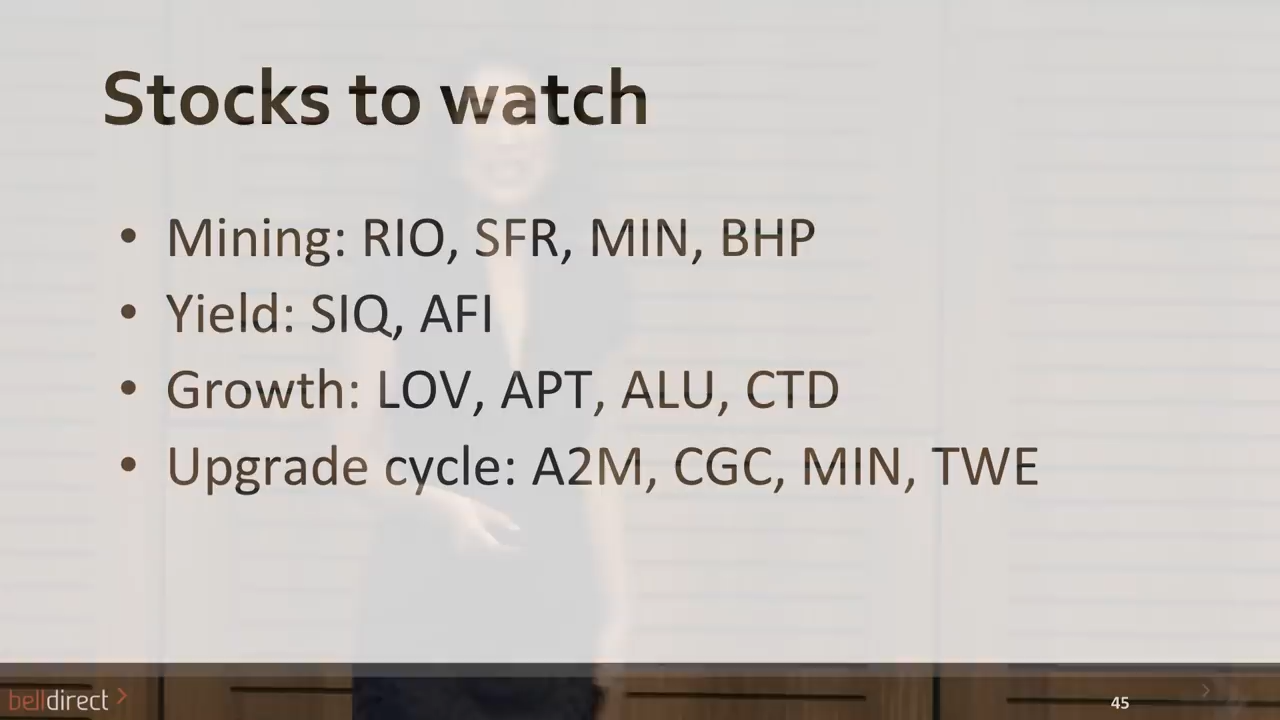 Stocks to watch
• Mining: RIO, SFR, MIN, BHP
• Yield: SIQ, AFI
• Growth: LOV, APT, ALU, CTD
• Upgrade cycle: A2M, CGC, MIN, TWE
belldirect
45